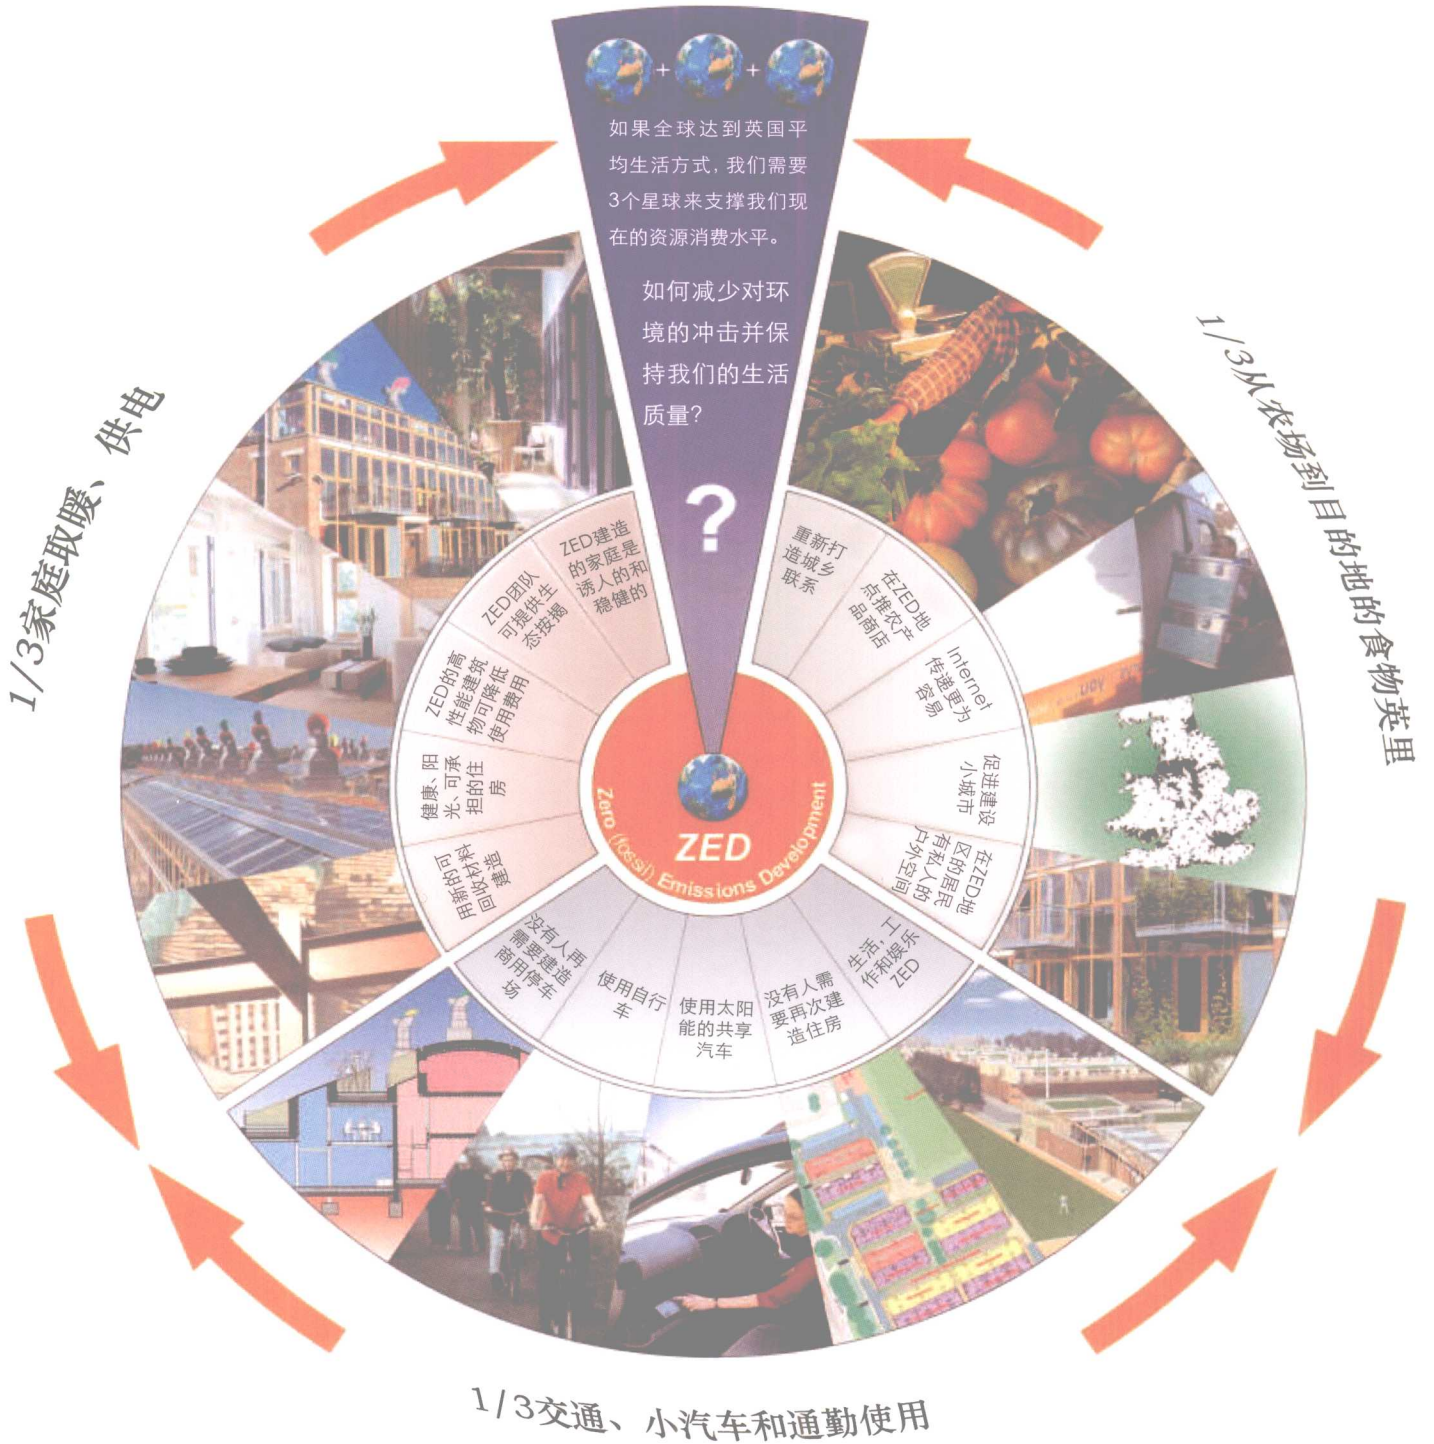 如果全球达到英国平
均生活方式，我们需要
3个星球来支撑我们现
在的资源消费水平。
如何减少对环
境的冲击并保
持我们的生活
质量？
?
1/3从农场到目的地的食物英里
重新打
造城乡
联系
在ZED地
点推农产
品商店
Internet
传递更为
容易
促进建设
小城市
在ZED地
区的居民
有私人的
户外空间
生活、工
作和娱乐
ZED
没有人需
要再次建
造住房
使用太阳
能的共享
汽车
使用自行
车
没有人再
需要建造
商用停车
场
1/3交通、小汽车和通勤使用
用新的可
回收材料
建造
健康、阳
光、可承
担的住
房
ZED的高
性能建筑
物可降低
使用费用
ZED团队
可提供生
态按揭
ZED建造
的家庭是
诱人的和
稳健的
1/3家庭取暖、供电
ZED
Zero (fossil) Emissions Development